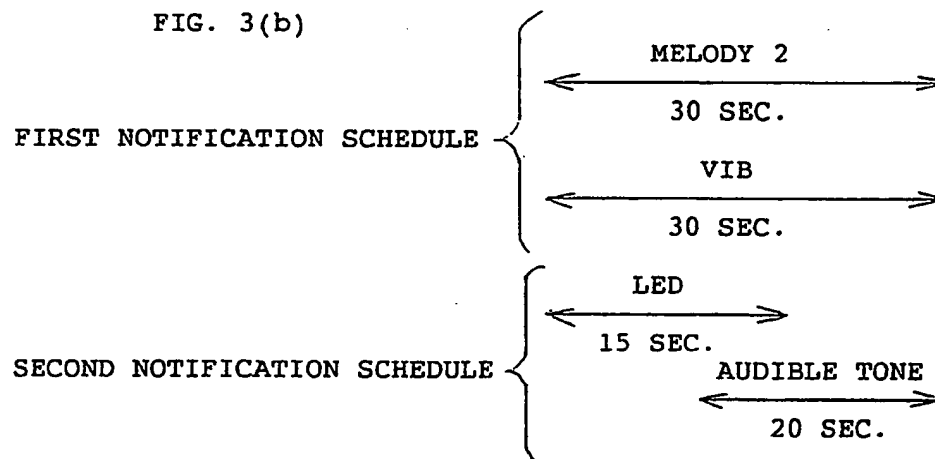 FIG. 3(b)
MELODY 2
30 SEC.
FIRST NOTIFICATION SCHEDULE
VIB
30 SEC.
LED
15 SEC.
SECOND NOTIFICATION SCHEDULE
AUDIBLE TONE
20 SEC.